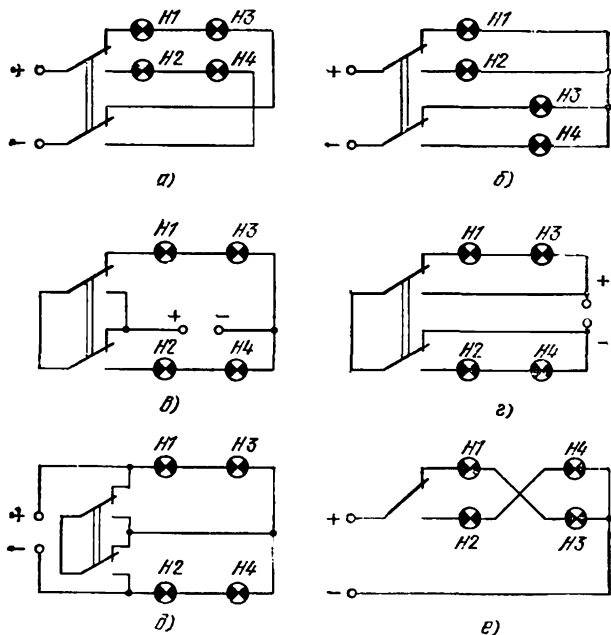 H1 H3
H2 H4
+
-
а)
H1
H2
+
H3
-
H4
б)
H1 H3
+ -
H2 H4
в)
H1 H3
+
-
H2 H4
г)
H1 H3
+
-
H2 H4
д)
H1 H4
+
H2 H3
-
е)